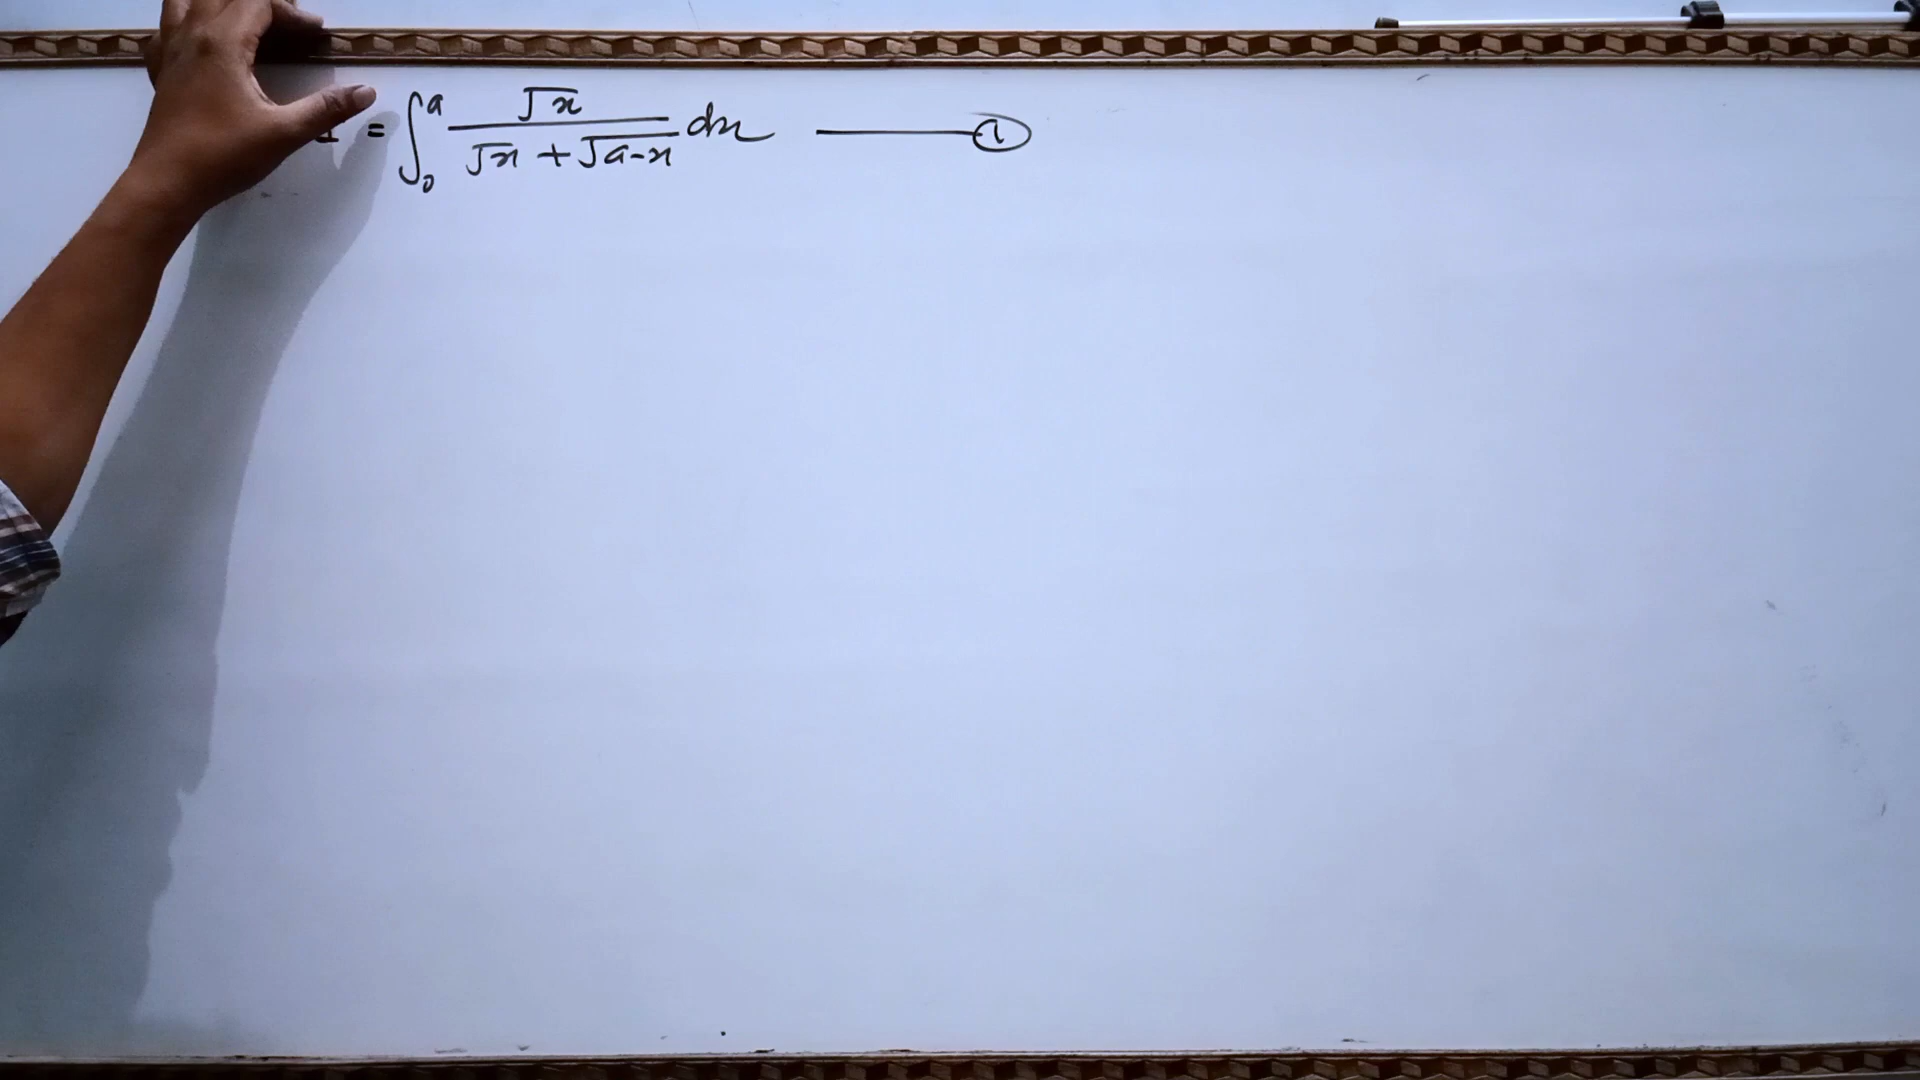 I = ∫₀ᵃ √x / (√x + √(a-x)) dx ——— ①